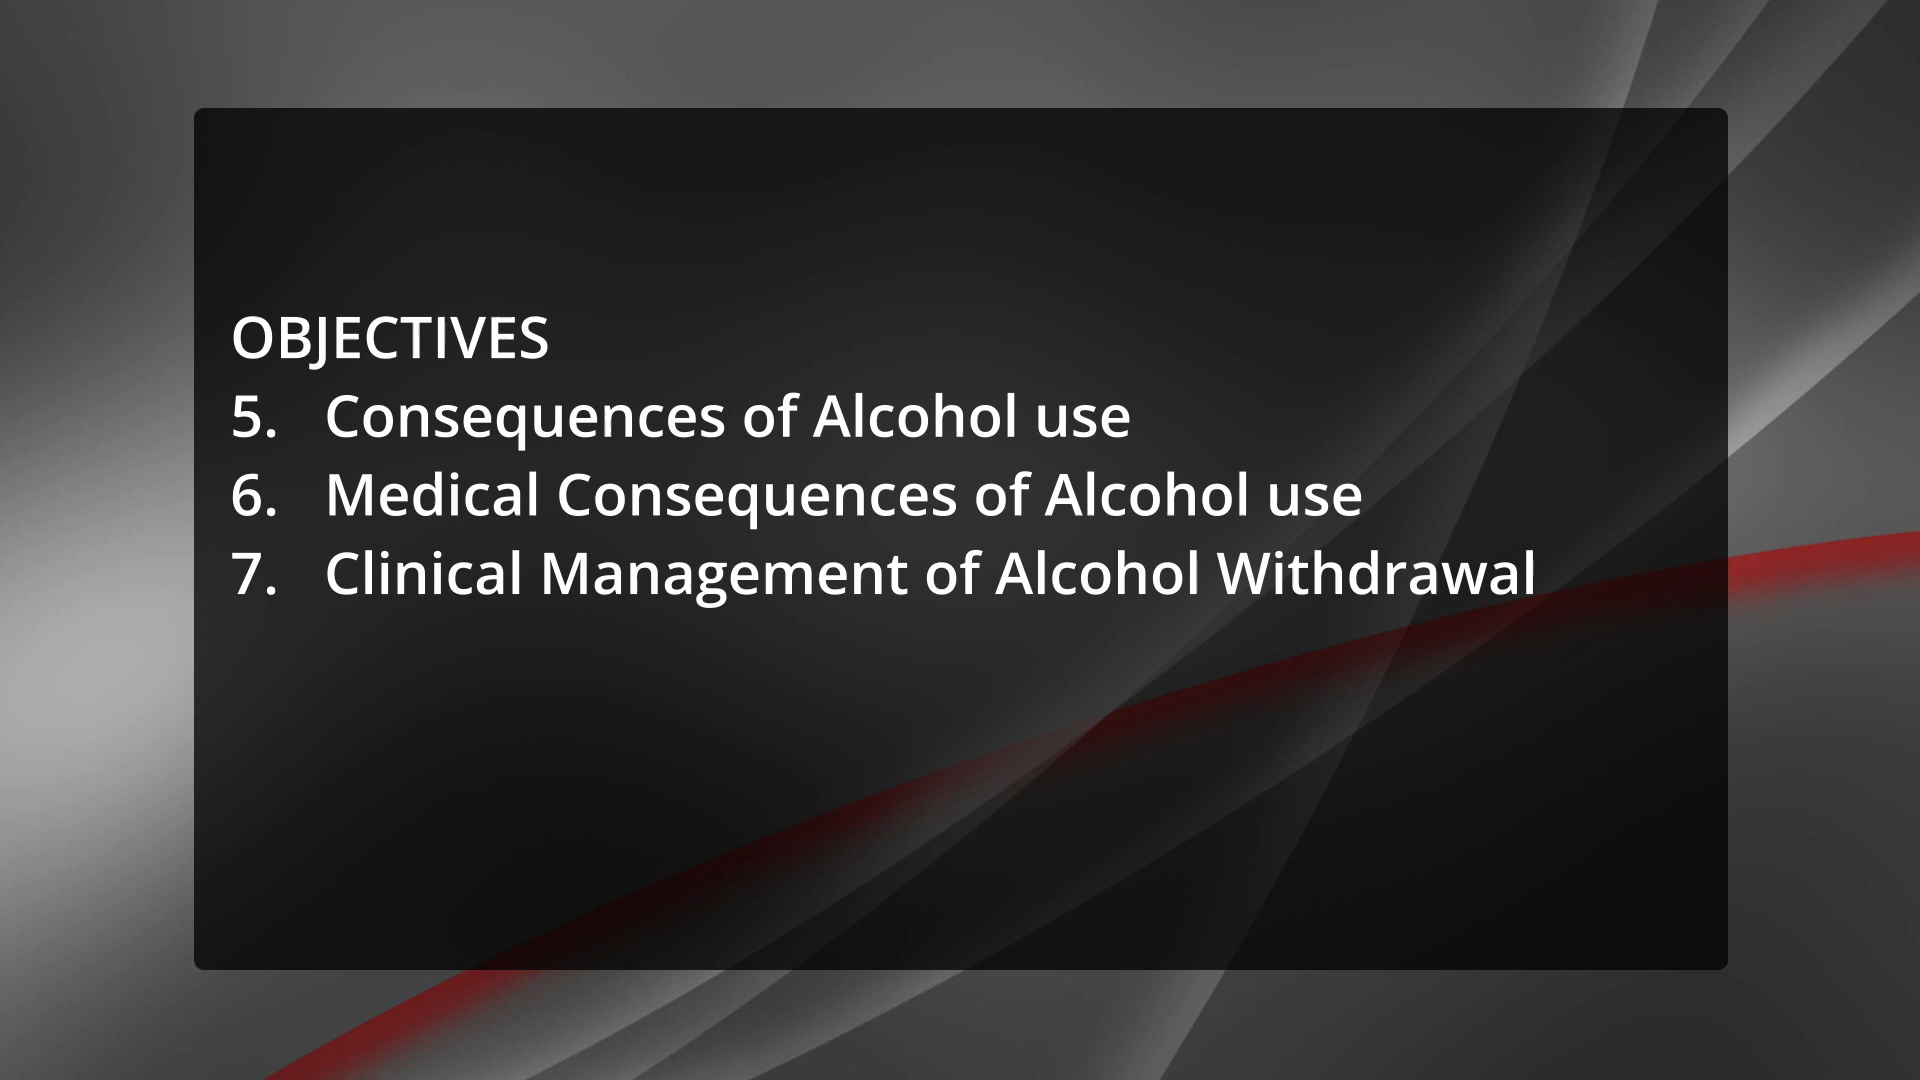 OBJECTIVES
5. Consequences of Alcohol use
6. Medical Consequences of Alcohol use
7. Clinical Management of Alcohol Withdrawal